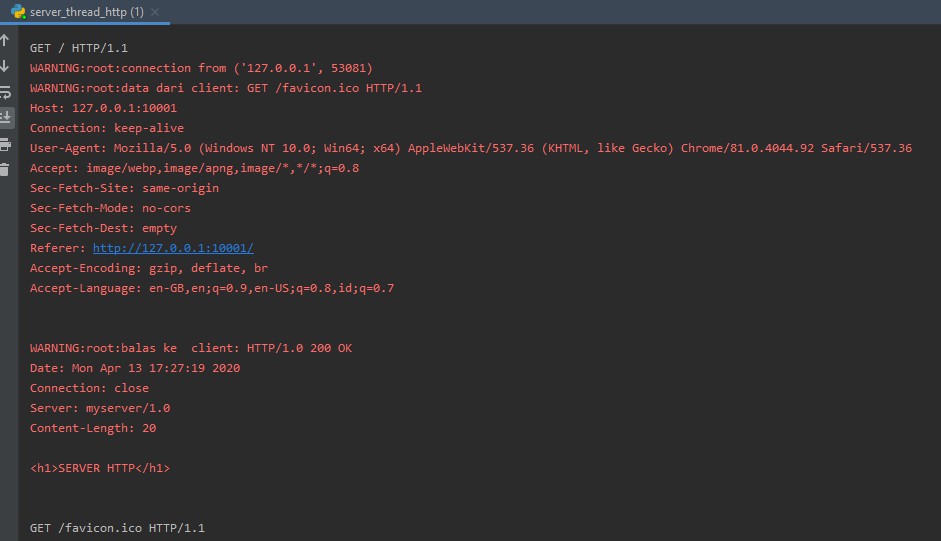 server_thread_http (1)
GET / HTTP/1.1
WARNING:root:connection from ('127.0.0.1', 53081)
WARNING:root:data dari client: GET /favicon.ico HTTP/1.1
Host: 127.0.0.1:10001
Connection: keep-alive
User-Agent: Mozilla/5.0 (Windows NT 10.0; Win64; x64) AppleWebKit/537.36 (KHTML, like Gecko) Chrome/81.0.4044.92 Safari/537.36
Accept: image/webp,image/apng,image/*,*/*;q=0.8
Sec-Fetch-Site: same-origin
Sec-Fetch-Mode: no-cors
Sec-Fetch-Dest: empty
Referer: http://127.0.0.1:10001/
Accept-Encoding: gzip, deflate, br
Accept-Language: en-GB,en;q=0.9,en-US;q=0.8,id;q=0.7
WARNING:root:balas ke  client: HTTP/1.0 200 OK
Date: Mon Apr 13 17:27:19 2020
Connection: close
Server: myserver/1.0
Content-Length: 20
<h1>SERVER HTTP</h1>
GET /favicon.ico HTTP/1.1